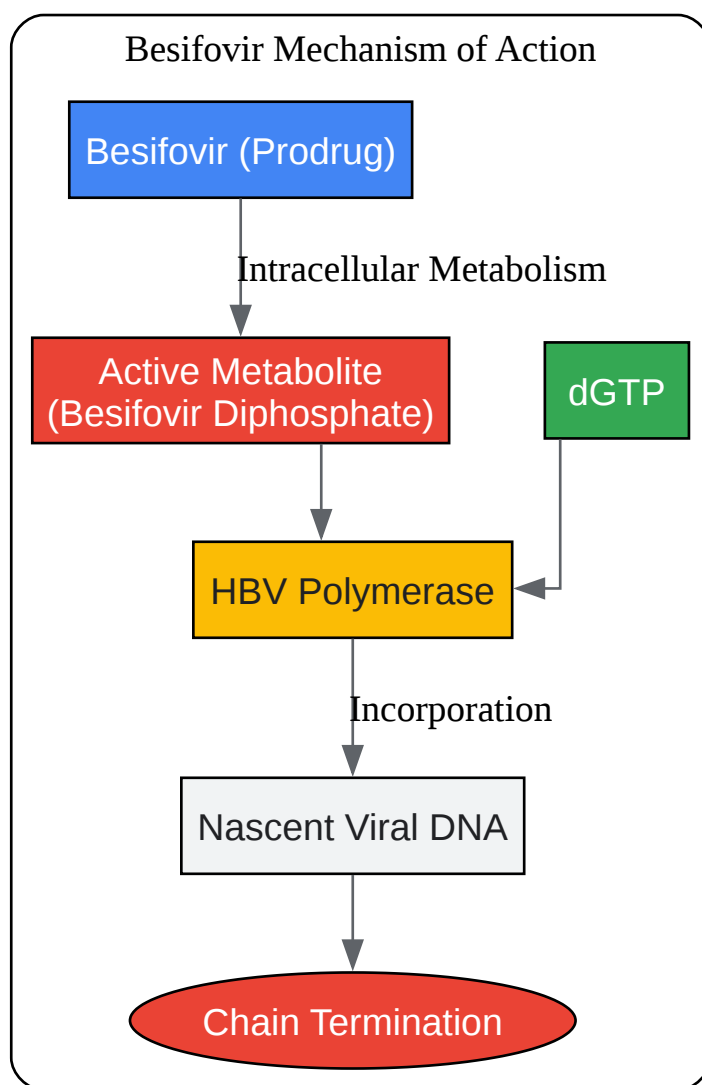 Besifovir Mechanism of Action
Besifovir (Prodrug)
Intracellular Metabolism
Active Metabolite
(Besifovir Diphosphate)
dGTP
HBV Polymerase
Incorporation
Nascent Viral DNA
Chain Termination